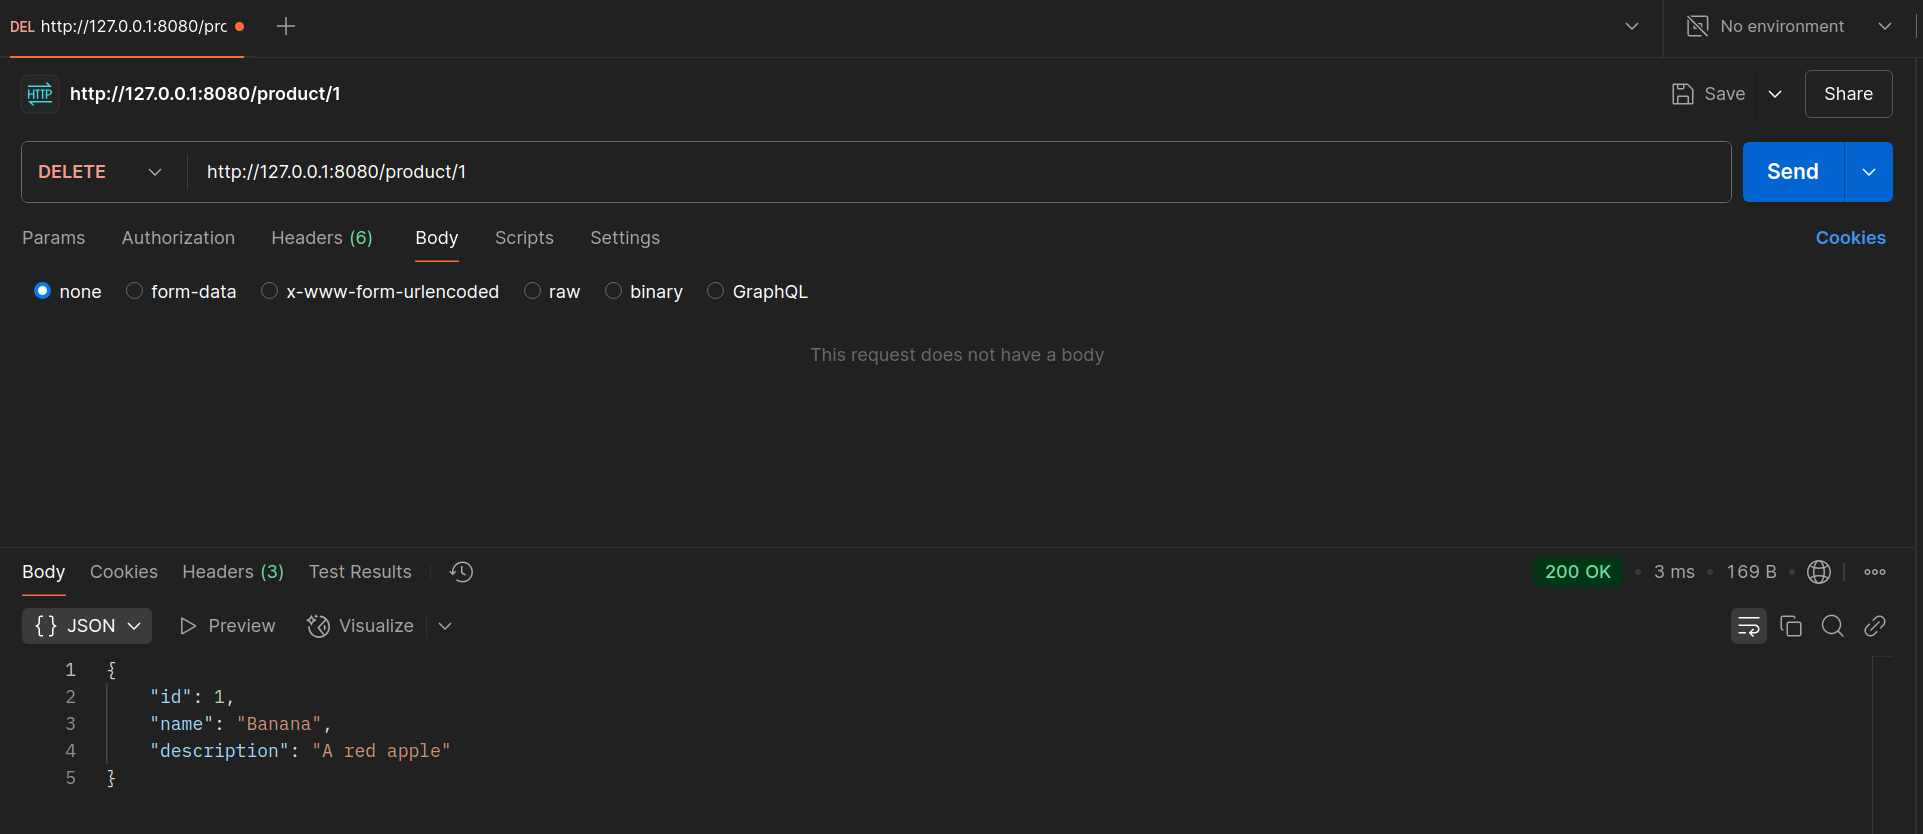 DEL http://127.0.0.1:8080/prc
No environment
HTTP http://127.0.0.1:8080/product/1
Save
Share
DELETE http://127.0.0.1:8080/product/1
Send
Params Authorization Headers (6) Body Scripts Settings
Cookies
none form-data x-www-form-urlencoded raw binary GraphQL
This request does not have a body
Body Cookies Headers (3) Test Results
200 OK • 3 ms • 169 B •
{} JSON Preview Visualize
1 {
2 "id": 1,
3 "name": "Banana",
4 "description": "A red apple"
5 }